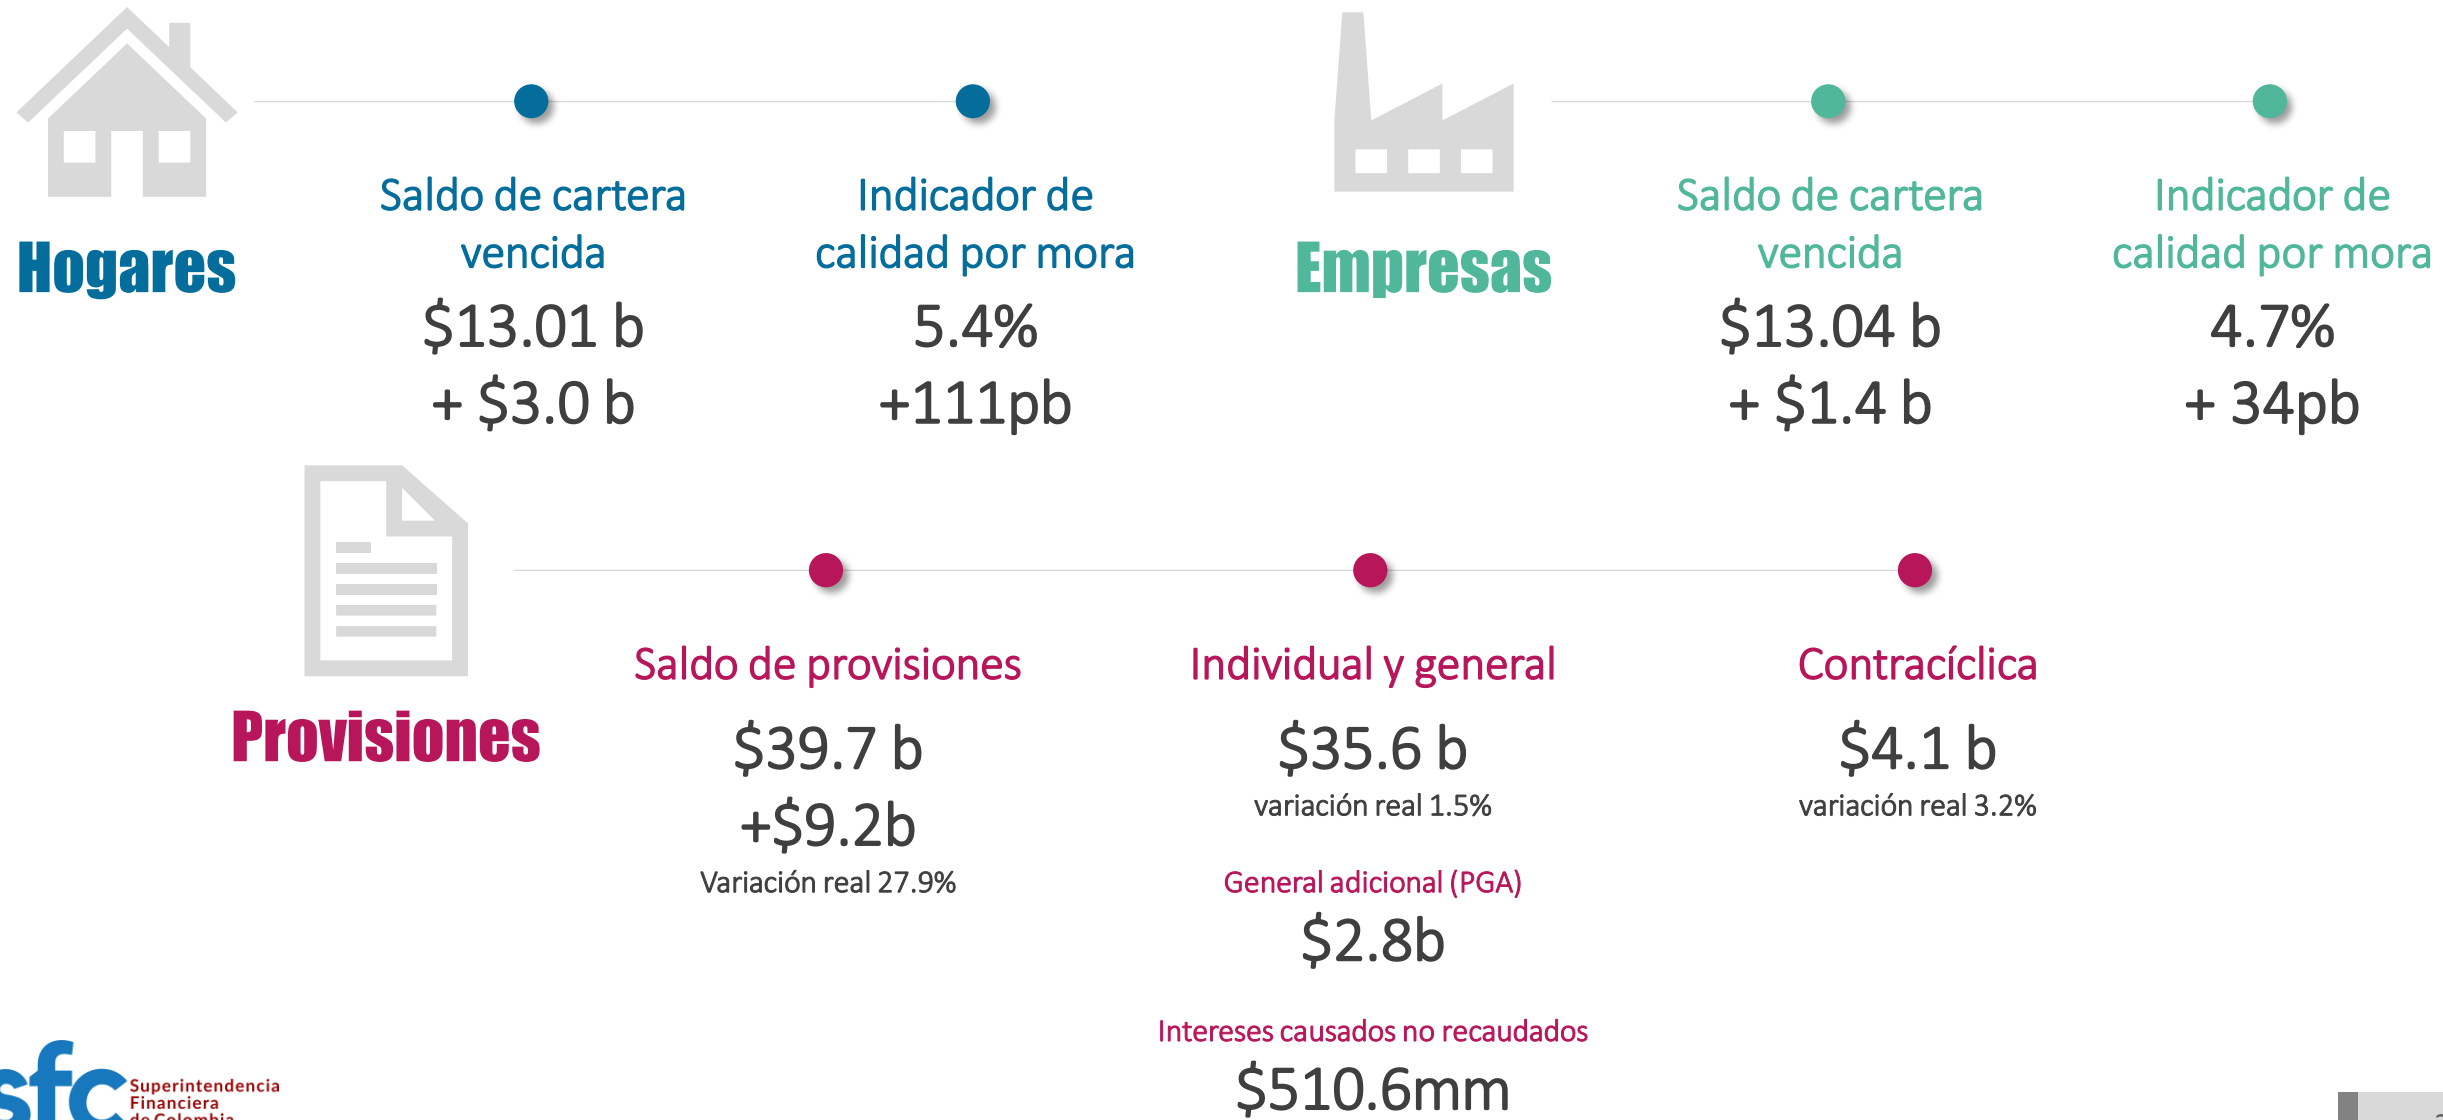 Hogares
Saldo de cartera
vencida
$13.01 b
+ $3.0 b
Indicador de
calidad por mora
5.4%
+111pb
Empresas
Saldo de cartera
vencida
$13.04 b
+ $1.4 b
Indicador de
calidad por mora
4.7%
+ 34pb
Provisiones
Saldo de provisiones
$39.7 b
+$9.2b
Variación real 27.9%
Individual y general
$35.6 b
variación real 1.5%
General adicional (PGA)
$2.8b
Intereses causados no recaudados
$510.6mm
Contracíclica
$4.1 b
variación real 3.2%
sfc
Superintendencia
Financiera
de Colombia